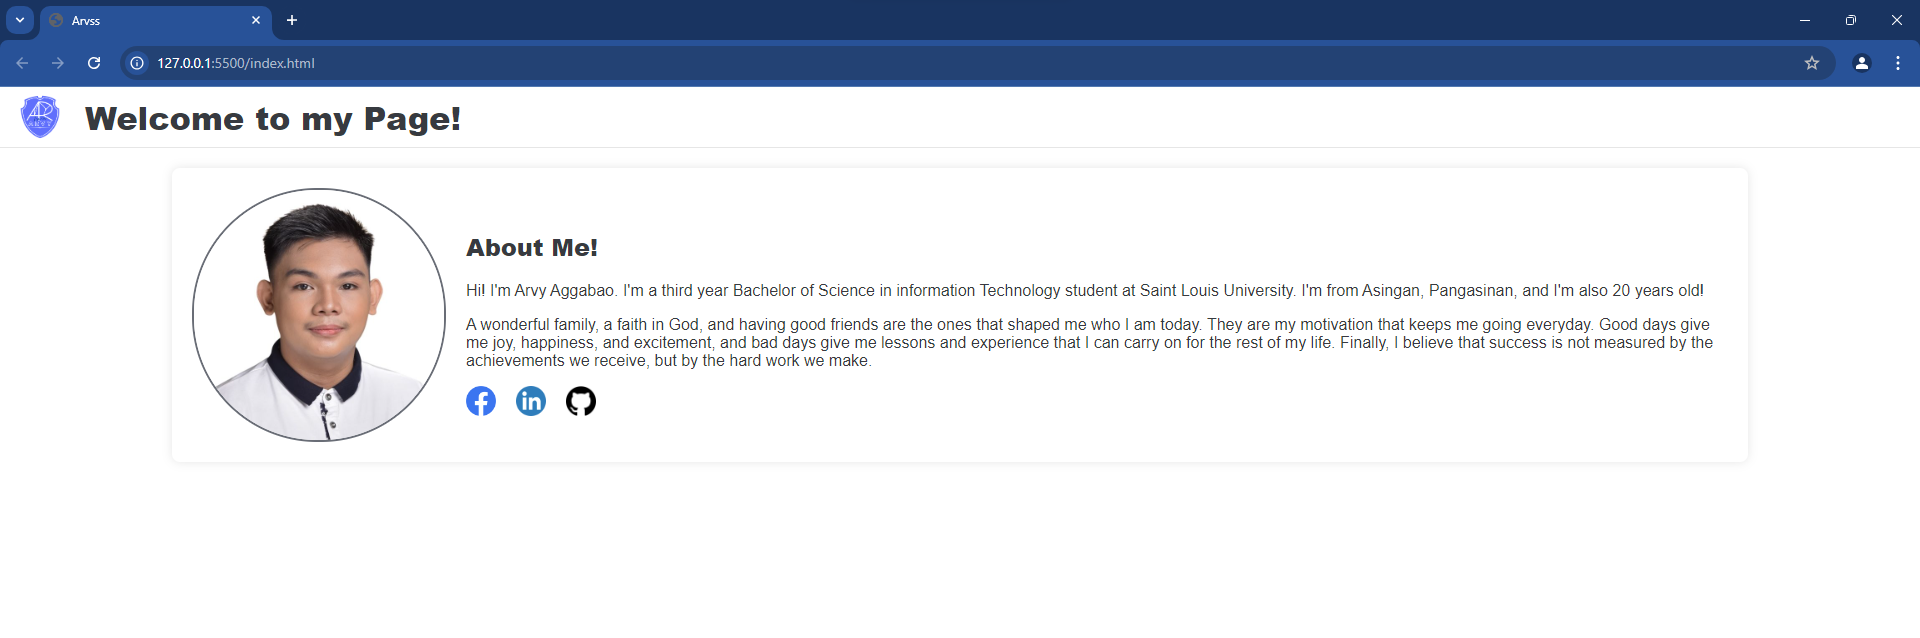 Arvss
127.0.0.1:5500/index.html
Welcome to my Page!
About Me!
Hi! I'm Arvy Aggabao. I'm a third year Bachelor of Science in information Technology student at Saint Louis University. I'm from Asingan, Pangasinan, and I'm also 20 years old!
A wonderful family, a faith in God, and having good friends are the ones that shaped me who I am today. They are my motivation that keeps me going everyday. Good days give
me joy, happiness, and excitement, and bad days give me lessons and experience that I can carry on for the rest of my life. Finally, I believe that success is not measured by the
achievements we receive, but by the hard work we make.
in